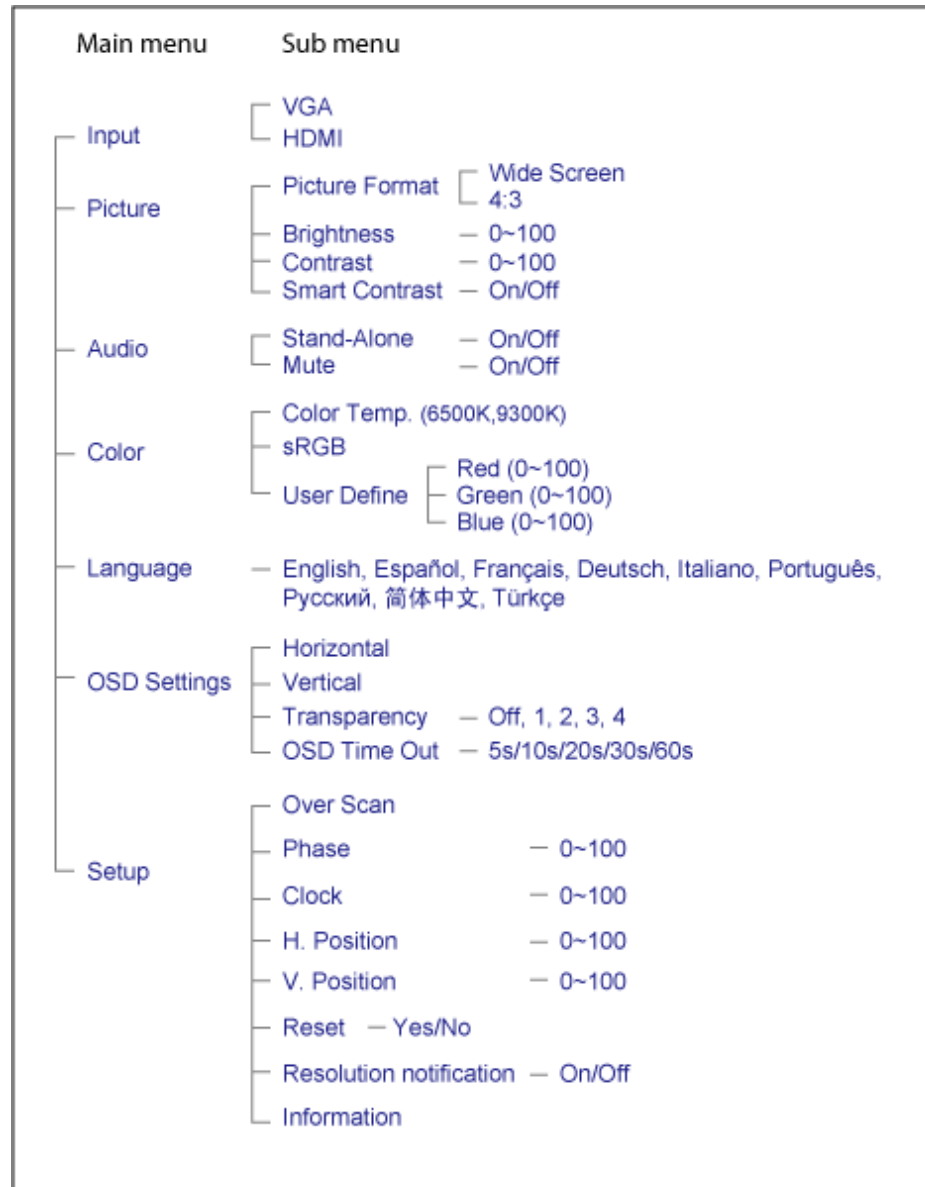 Main menu Sub menu
VGA
Input
HDMI
Wide Screen
Picture Format
4:3
Picture
Brightness — 0~100
Contrast — 0~100
Smart Contrast — On/Off
Stand-Alone — On/Off
Audio
Mute — On/Off
Color Temp. (6500K,9300K)
Color sRGB
Red (0~100)
User Define Green (0~100)
Blue (0~100)
Language — English, Español, Français, Deutsch, Italiano, Português,
Русский, 简体中文, Türkçe
Horizontal
OSD Settings Vertical
Transparency — Off, 1, 2, 3, 4
OSD Time Out — 5s/10s/20s/30s/60s
Over Scan
Phase — 0~100
Setup
Clock — 0~100
H. Position — 0~100
V. Position — 0~100
Reset — Yes/No
Resolution notification — On/Off
Information